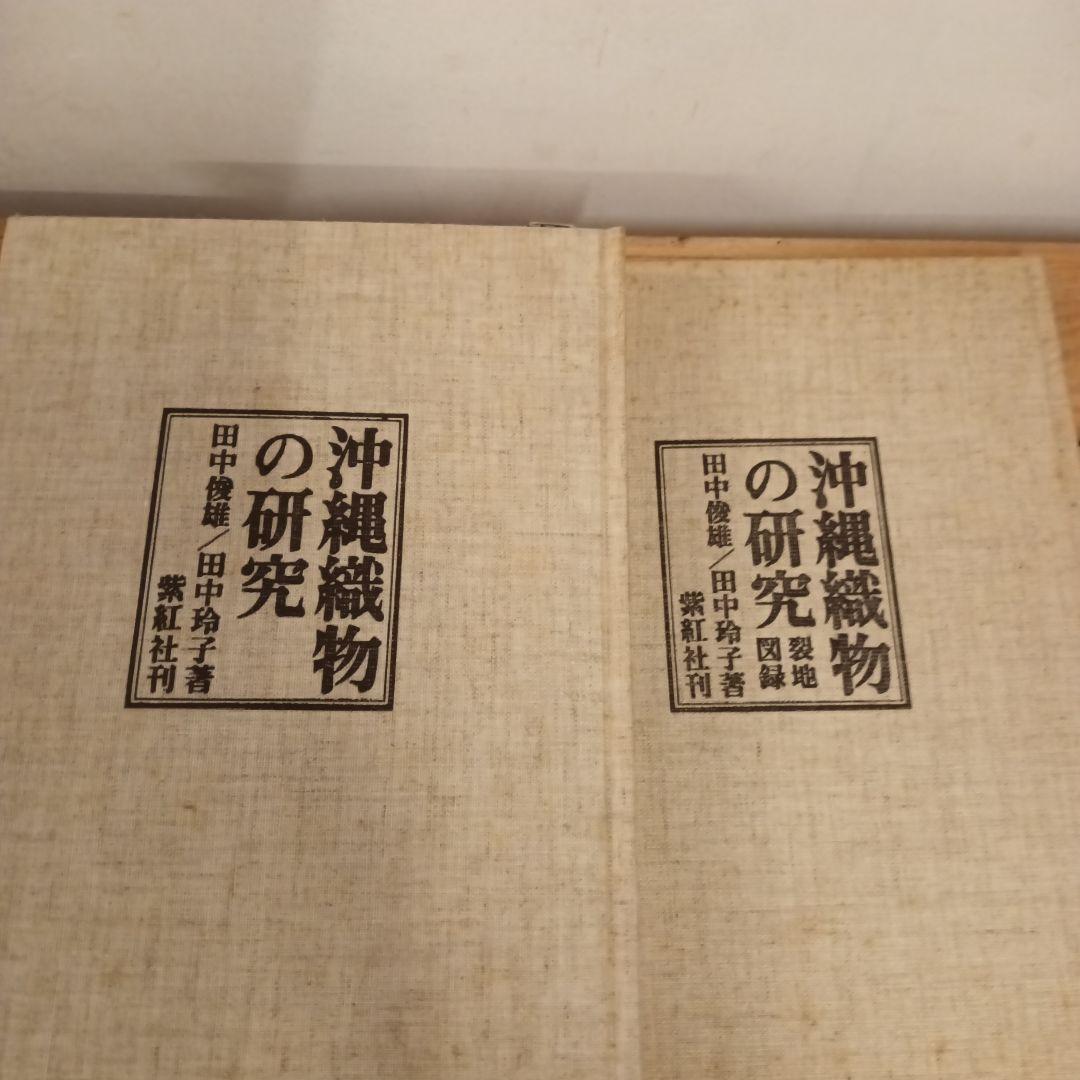 沖縄織物
の研究
田中俊雄/田中玲子著
紫紅社刊
沖縄織物
の研究
裂地
図録
田中俊雄/田中玲子著
紫紅社刊